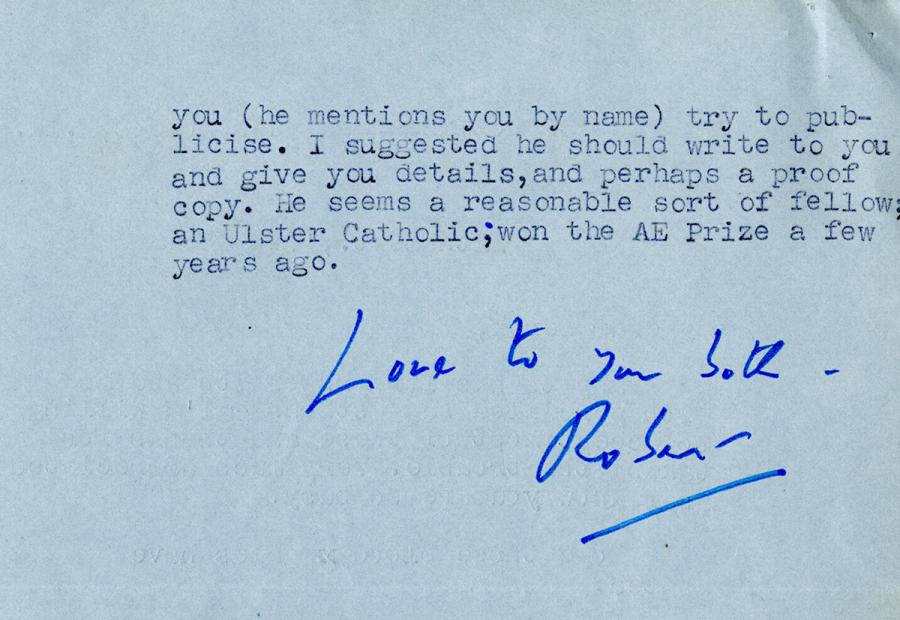 you (he mentions you by name) try to pub-
licise. I suggested he should write to you
and give you details,and perhaps a proof
copy. He seems a reasonable sort of fellow;
an Ulster Catholic;won the AE Prize a few
years ago.
Love to you both -
Robert